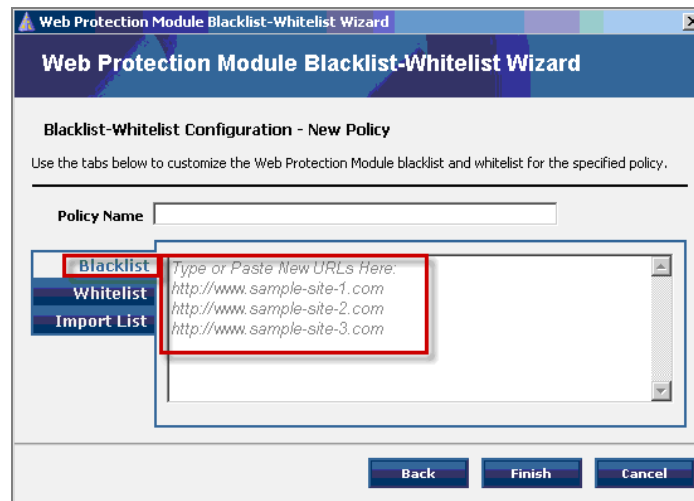 Web Protection Module Blacklist-Whitelist Wizard
Web Protection Module Blacklist-Whitelist Wizard
Blacklist-Whitelist Configuration - New Policy
Use the tabs below to customize the Web Protection Module blacklist and whitelist for the specified policy.
Policy Name
Blacklist
Whitelist
Import List
Type or Paste New URLs Here:
http://www.sample-site-1.com
http://www.sample-site-2.com
http://www.sample-site-3.com
Back
Finish
Cancel